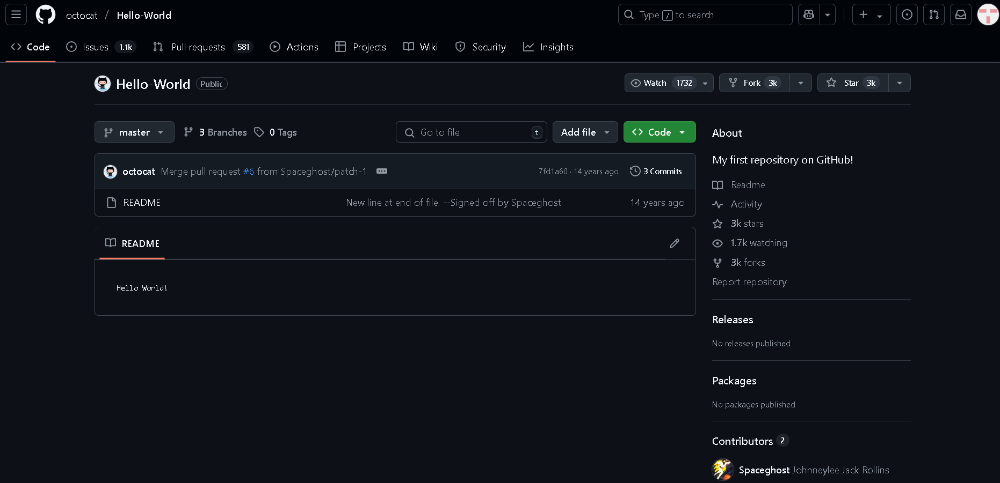 octocat / Hello-World
Type / to search
Code Issues 1.1k Pull requests 581 Actions Projects Wiki Security Insights
Hello-World Public
Watch 1732 Fork 3k Star 3k
master 3 Branches 0 Tags
Go to file t
Add file
Code
octocat Merge pull request #6 from Spaceghost/patch-1
7fd1a60 · 14 years ago 3 Commits
README New line at end of file. --Signed off by Spaceghost 14 years ago
README
Hello World!
About
My first repository on GitHub!
Readme
Activity
3k stars
1.7k watching
3k forks
Report repository
Releases
No releases published
Packages
No packages published
Contributors 2
Spaceghost Johnneylee Jack Rollins